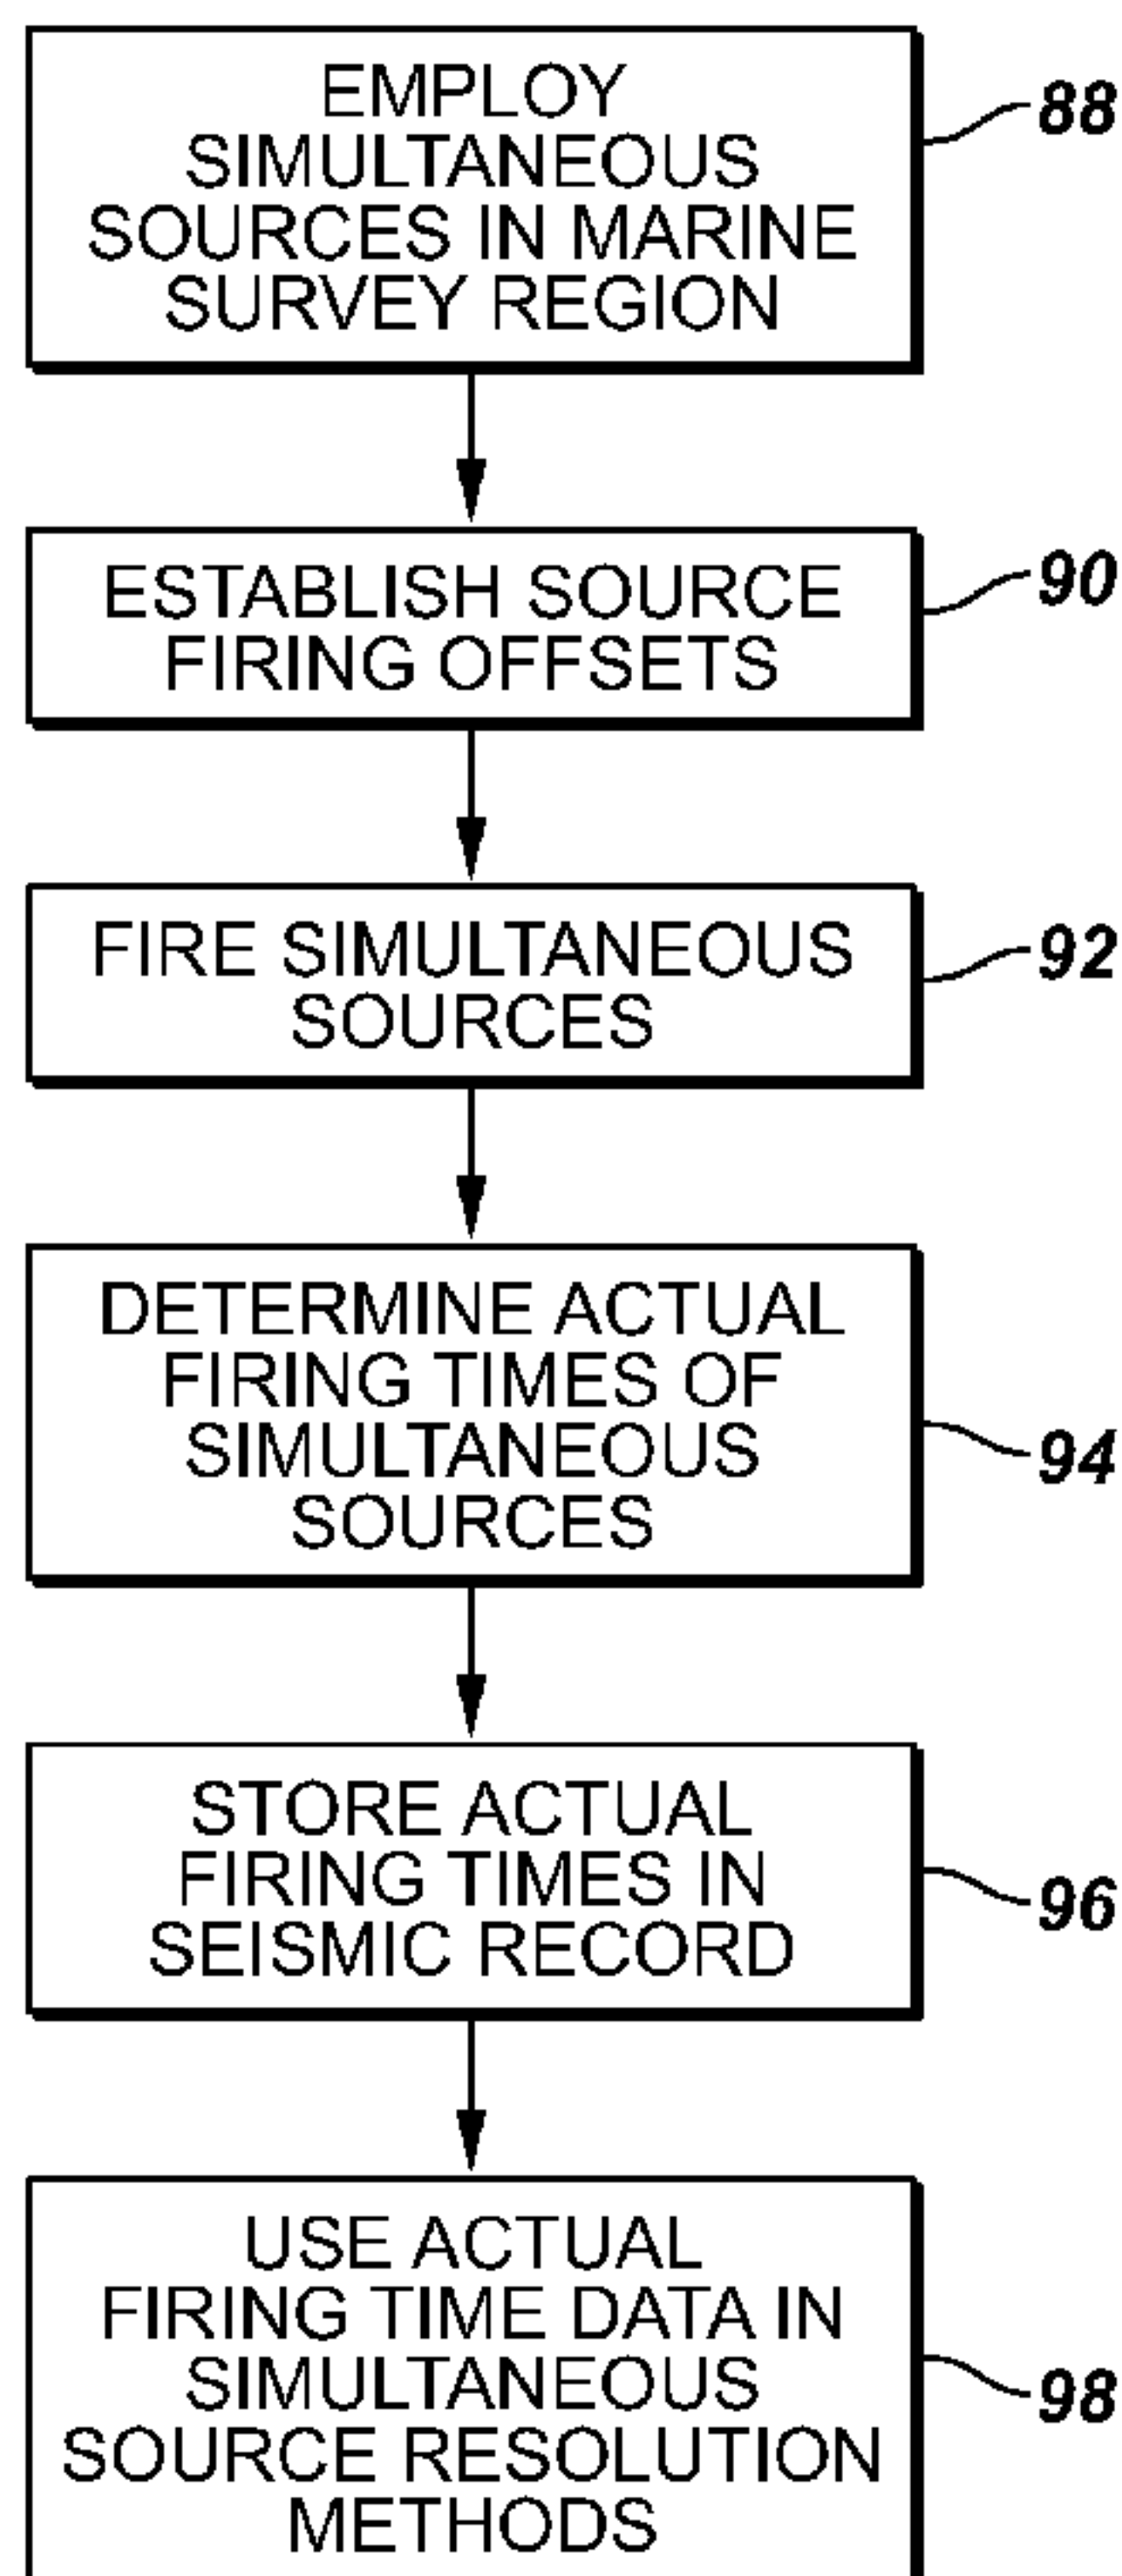 EMPLOY
SIMULTANEOUS
SOURCES IN MARINE
SURVEY REGION
88
ESTABLISH SOURCE
FIRING OFFSETS
90
FIRE SIMULTANEOUS
SOURCES
92
DETERMINE ACTUAL
FIRING TIMES OF
SIMULTANEOUS
SOURCES
94
STORE ACTUAL
FIRING TIMES IN
SEISMIC RECORD
96
USE ACTUAL
FIRING TIME DATA IN
SIMULTANEOUS
SOURCE RESOLUTION
METHODS
98